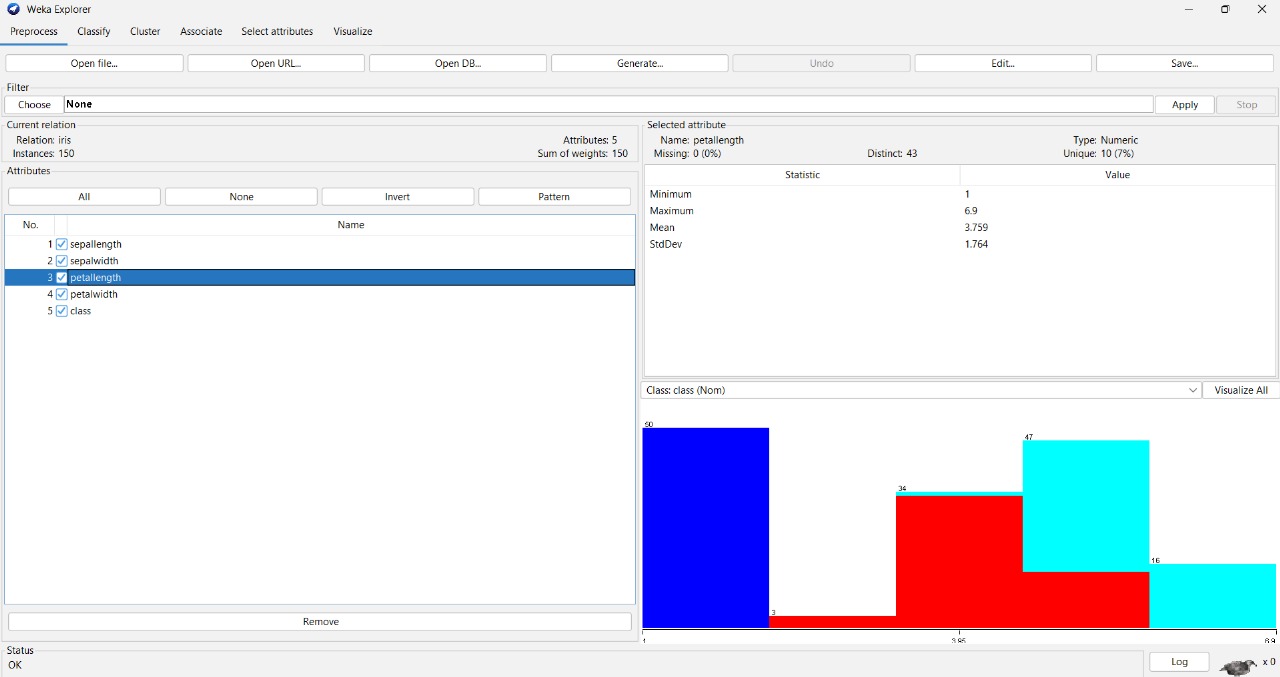 Weka Explorer
Preprocess Classify Cluster Associate Select attributes Visualize
Open file... Open URL... Open DB... Generate... Undo Edit... Save...
Filter
Choose None Apply Stop
Current relation
Relation: iris Attributes: 5
Instances: 150 Sum of weights: 150
Attributes
All None Invert Pattern
No. Name
1 sepallength
2 sepalwidth
3 petallength
4 petalwidth
5 class
Remove
Selected attribute
Name: petallength Type: Numeric
Missing: 0 (0%) Distinct: 43 Unique: 10 (7%)
Statistic Value
Minimum 1
Maximum 6.9
Mean 3.759
StdDev 1.764
Class: class (Nom) Visualize All
50
47
34
16
3
1 3.95 6.9
Status
OK
Log x 0